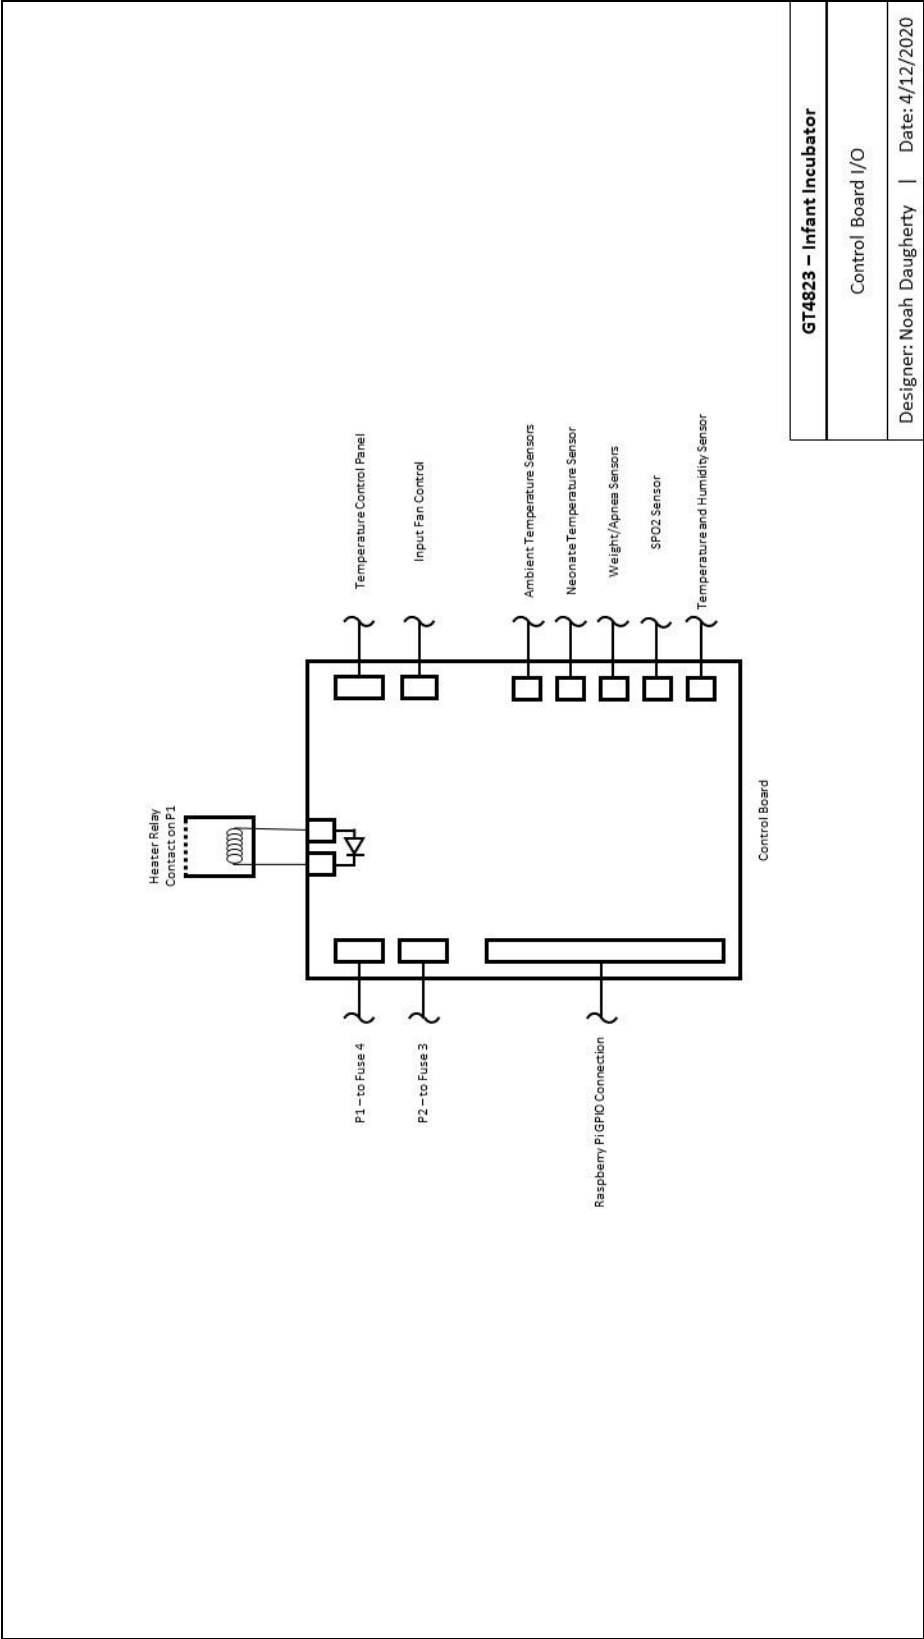 Heater Relay
Contact on P1
P1 – to Fuse 4
P2 – to Fuse 3
Raspberry Pi GPIO Connection
Temperature Control Panel
Input Fan Control
Ambient Temperature Sensors
Neonate Temperature Sensor
Weight/Apnea Sensors
SPO2 Sensor
Temperature and Humidity Sensor
Control Board
GT4823 – Infant Incubator
Control Board I/O
Designer: Noah Daugherty | Date: 4/12/2020